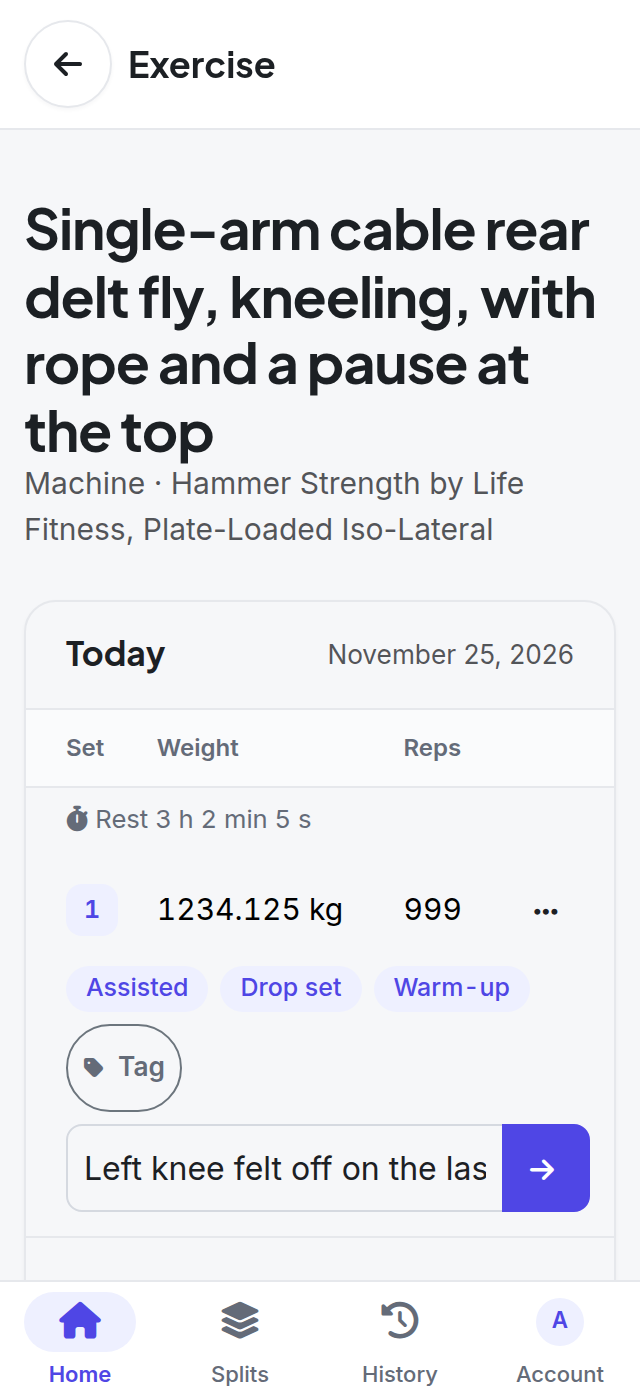 Exercise
Single-arm cable rear
delt fly, kneeling, with
rope and a pause at
the top
Machine · Hammer Strength by Life
Fitness, Plate-Loaded Iso-Lateral
Today November 25, 2026
Set Weight Reps
Rest 3 h 2 min 5 s
1 1234.125 kg 999 •••
Assisted Drop set Warm-up
Tag
Left knee felt off on the las
Home Splits History A Account